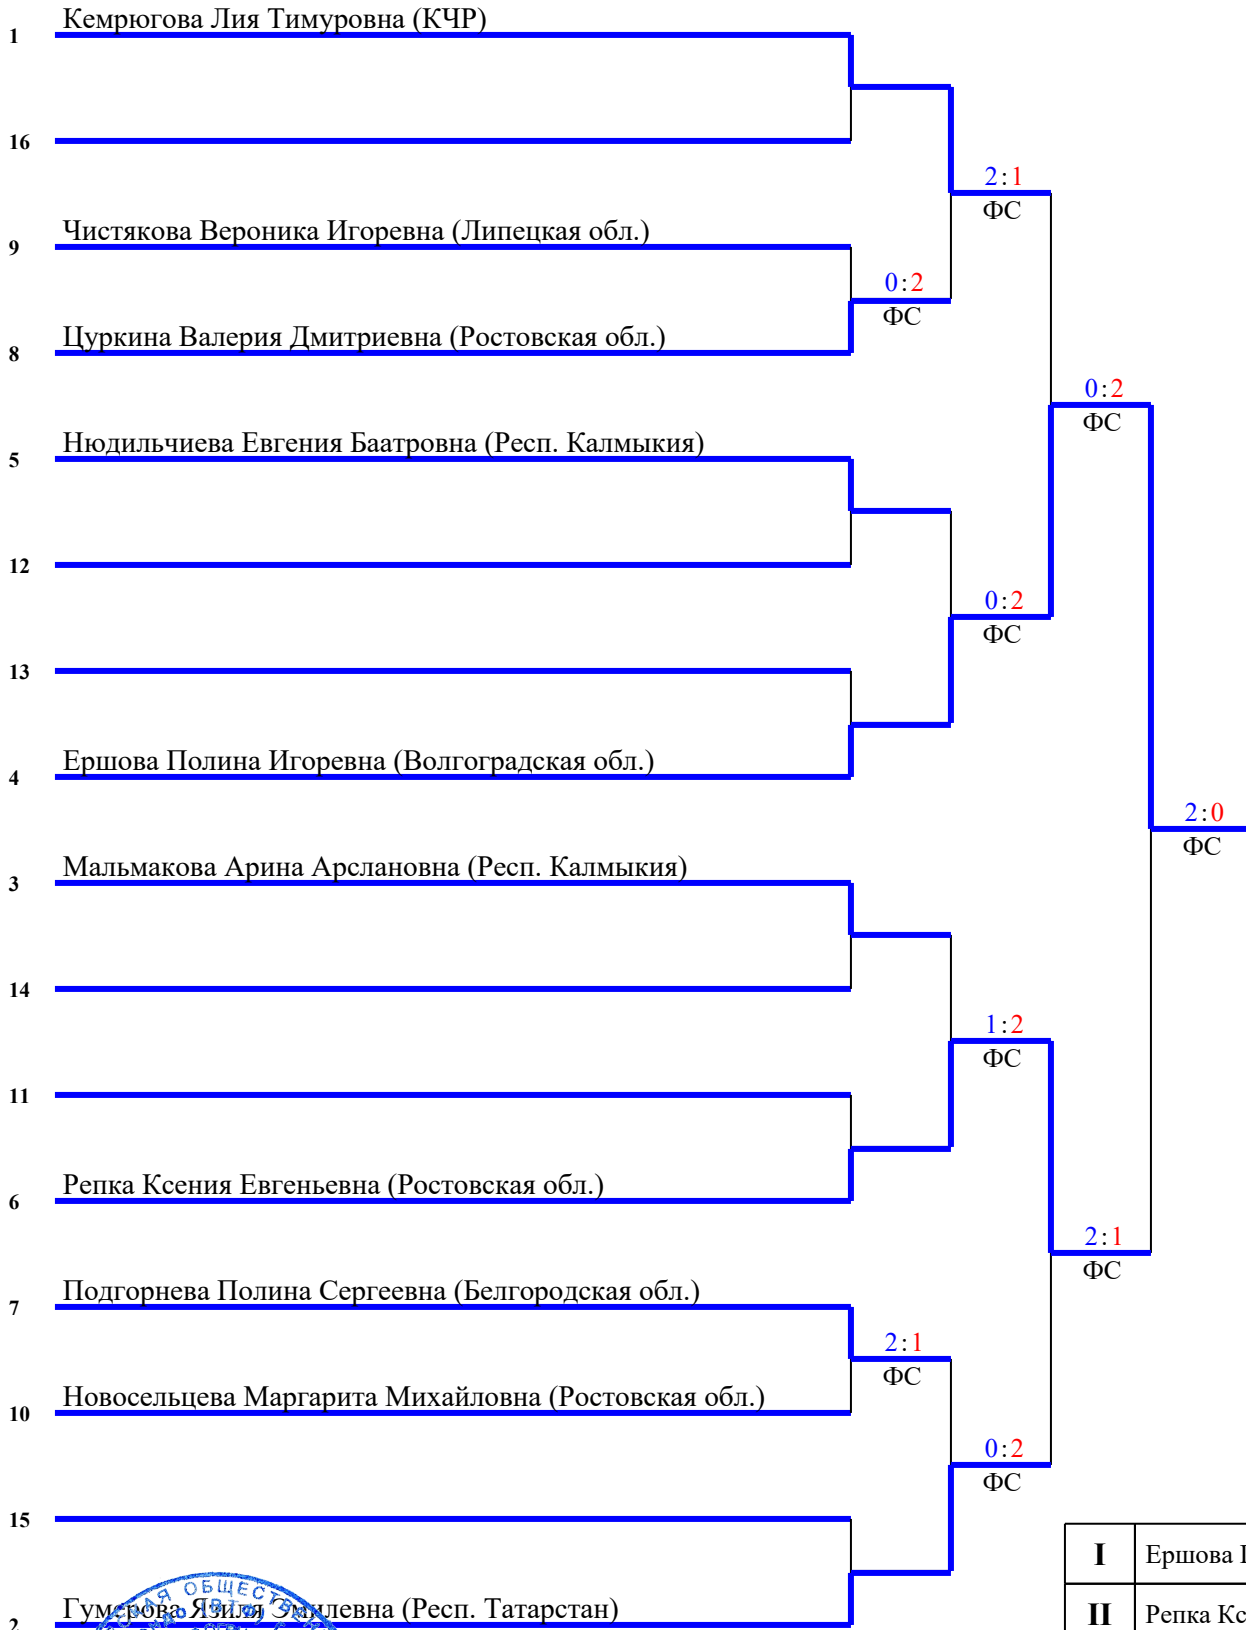 Кемрюгова Лия Тимуровна (КЧР)
1
16
2:1
ФС
Чистякова Вероника Игоревна (Липецкая обл.)
9
0:2
ФС
Цуркина Валерия Дмитриевна (Ростовская обл.)
8
0:2
ФС
Нюдильчиева Евгения Баатровна (Респ. Калмыкия)
5
12
0:2
ФС
13
Ершова Полина Игоревна (Волгоградская обл.)
4
2:0
ФС
Мальмакова Арина Арслановна (Респ. Калмыкия)
3
14
1:2
ФС
11
Репка Ксения Евгеньевна (Ростовская обл.)
6
2:1
ФС
Подгорнева Полина Сергеевна (Белгородская обл.)
7
2:1
ФС
Новосельцева Маргарита Михайловна (Ростовская обл.)
10
0:2
ФС
15
I Ершова
Гумарова Язиля Эмилевна (Респ. Татарстан)
2
II Репка Кс